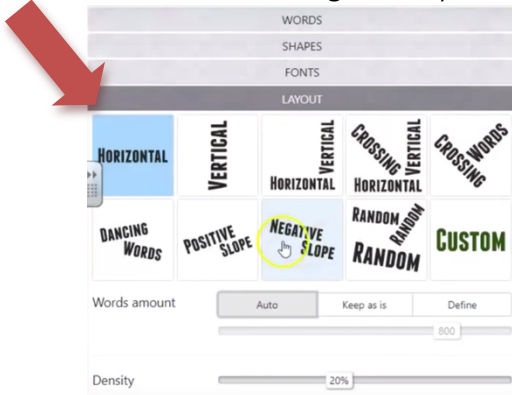 WORDS
SHAPES
FONTS
LAYOUT
HORIZONTAL
VERTICAL
HORIZONTAL VERTICAL
CROSSING VERTICAL
HORIZONTAL
CROSSING WORDS
DANCING
WORDS
POSITIVE
SLOPE
NEGATIVE
SLOPE
RANDOM RANDOM
RANDOM
CUSTOM
Words amount Auto Keep as is Define
800
Density 20%